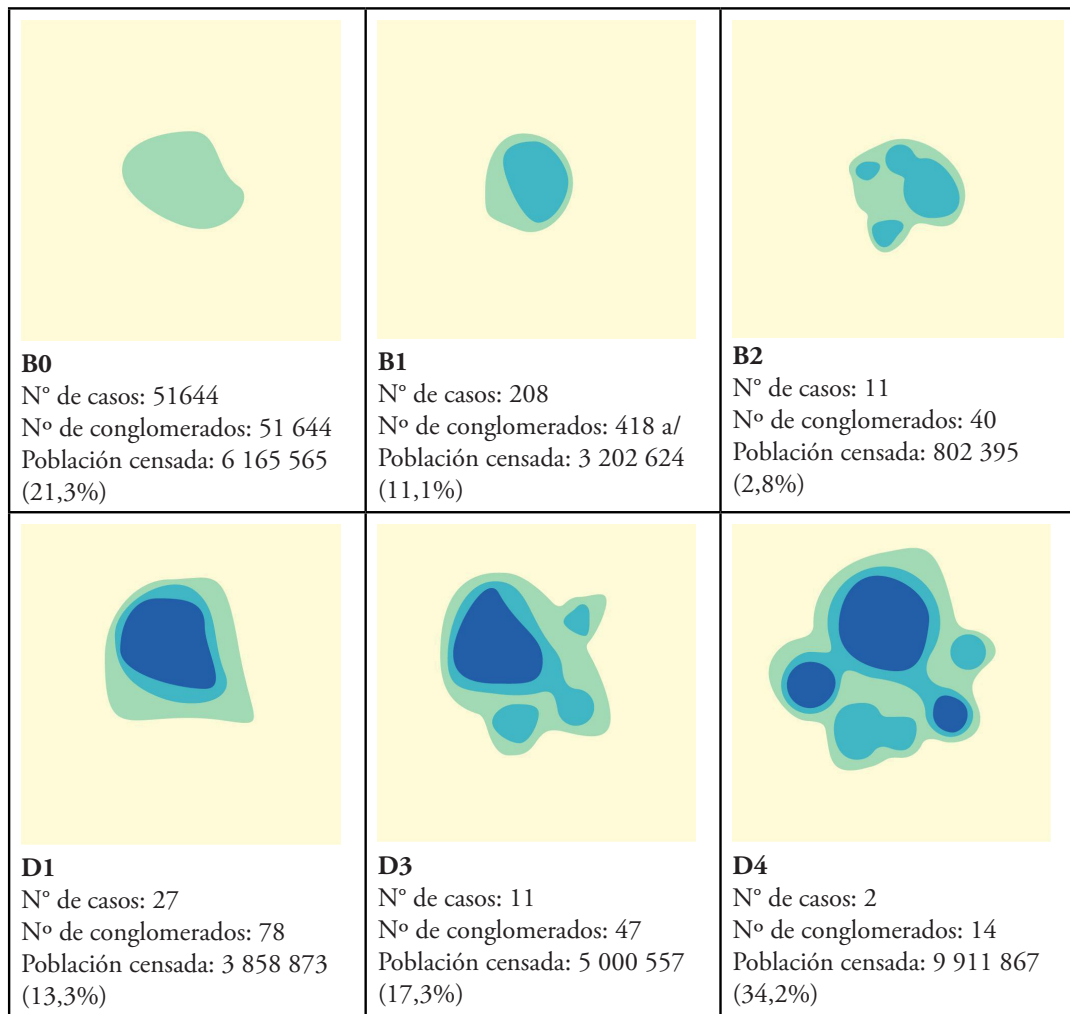 B0
N° de casos: 51644
Nº de conglomerados: 51 644
Población censada: 6 165 565
(21,3%)
B1
N° de casos: 208
Nº de conglomerados: 418 a/
Población censada: 3 202 624
(11,1%)
B2
N° de casos: 11
Nº de conglomerados: 40
Población censada: 802 395
(2,8%)
D1
N° de casos: 27
Nº de conglomerados: 78
Población censada: 3 858 873
(13,3%)
D3
N° de casos: 11
Nº de conglomerados: 47
Población censada: 5 000 557
(17,3%)
D4
N° de casos: 2
Nº de conglomerados: 14
Población censada: 9 911 867
(34,2%)